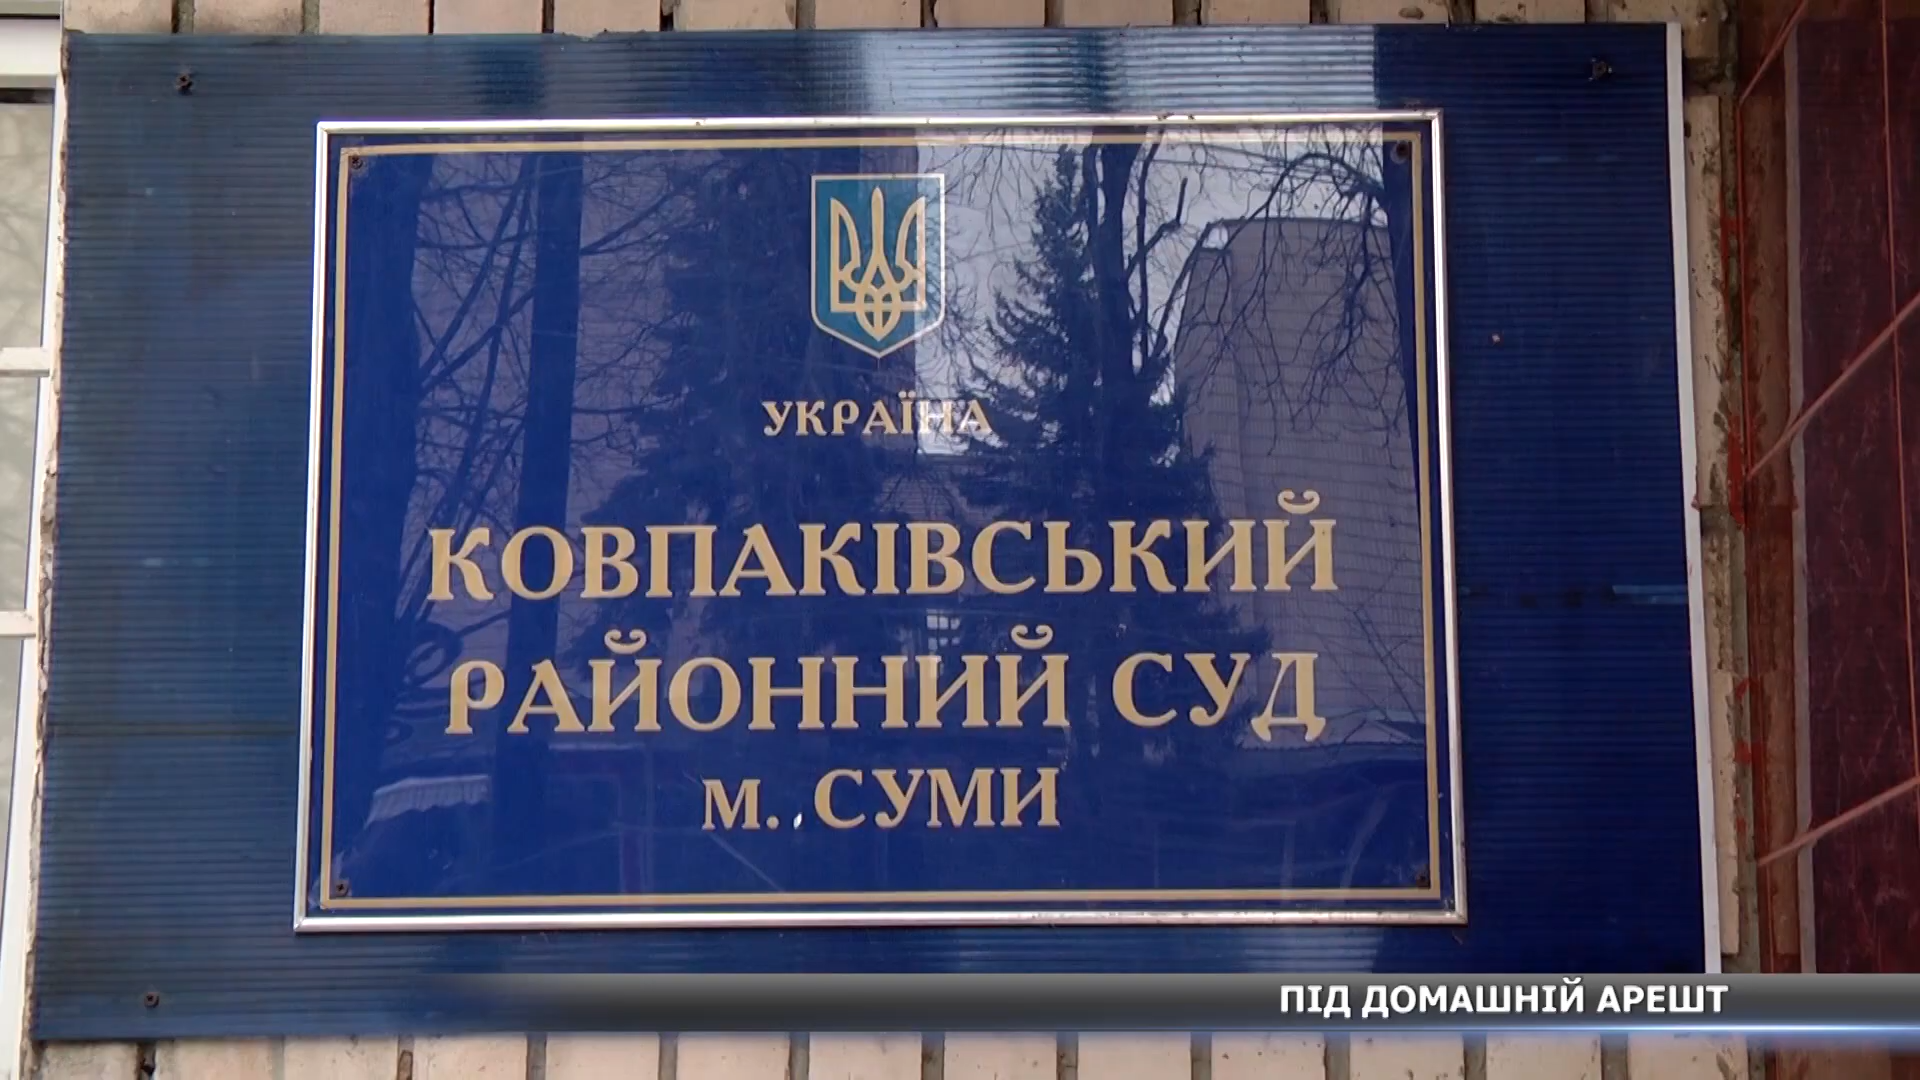 УКРАЇНА
КОВПАКІВСЬКИЙ
РАЙОННИЙ СУД
м. СУМИ
ПІД ДОМАШНІЙ АРЕШТ